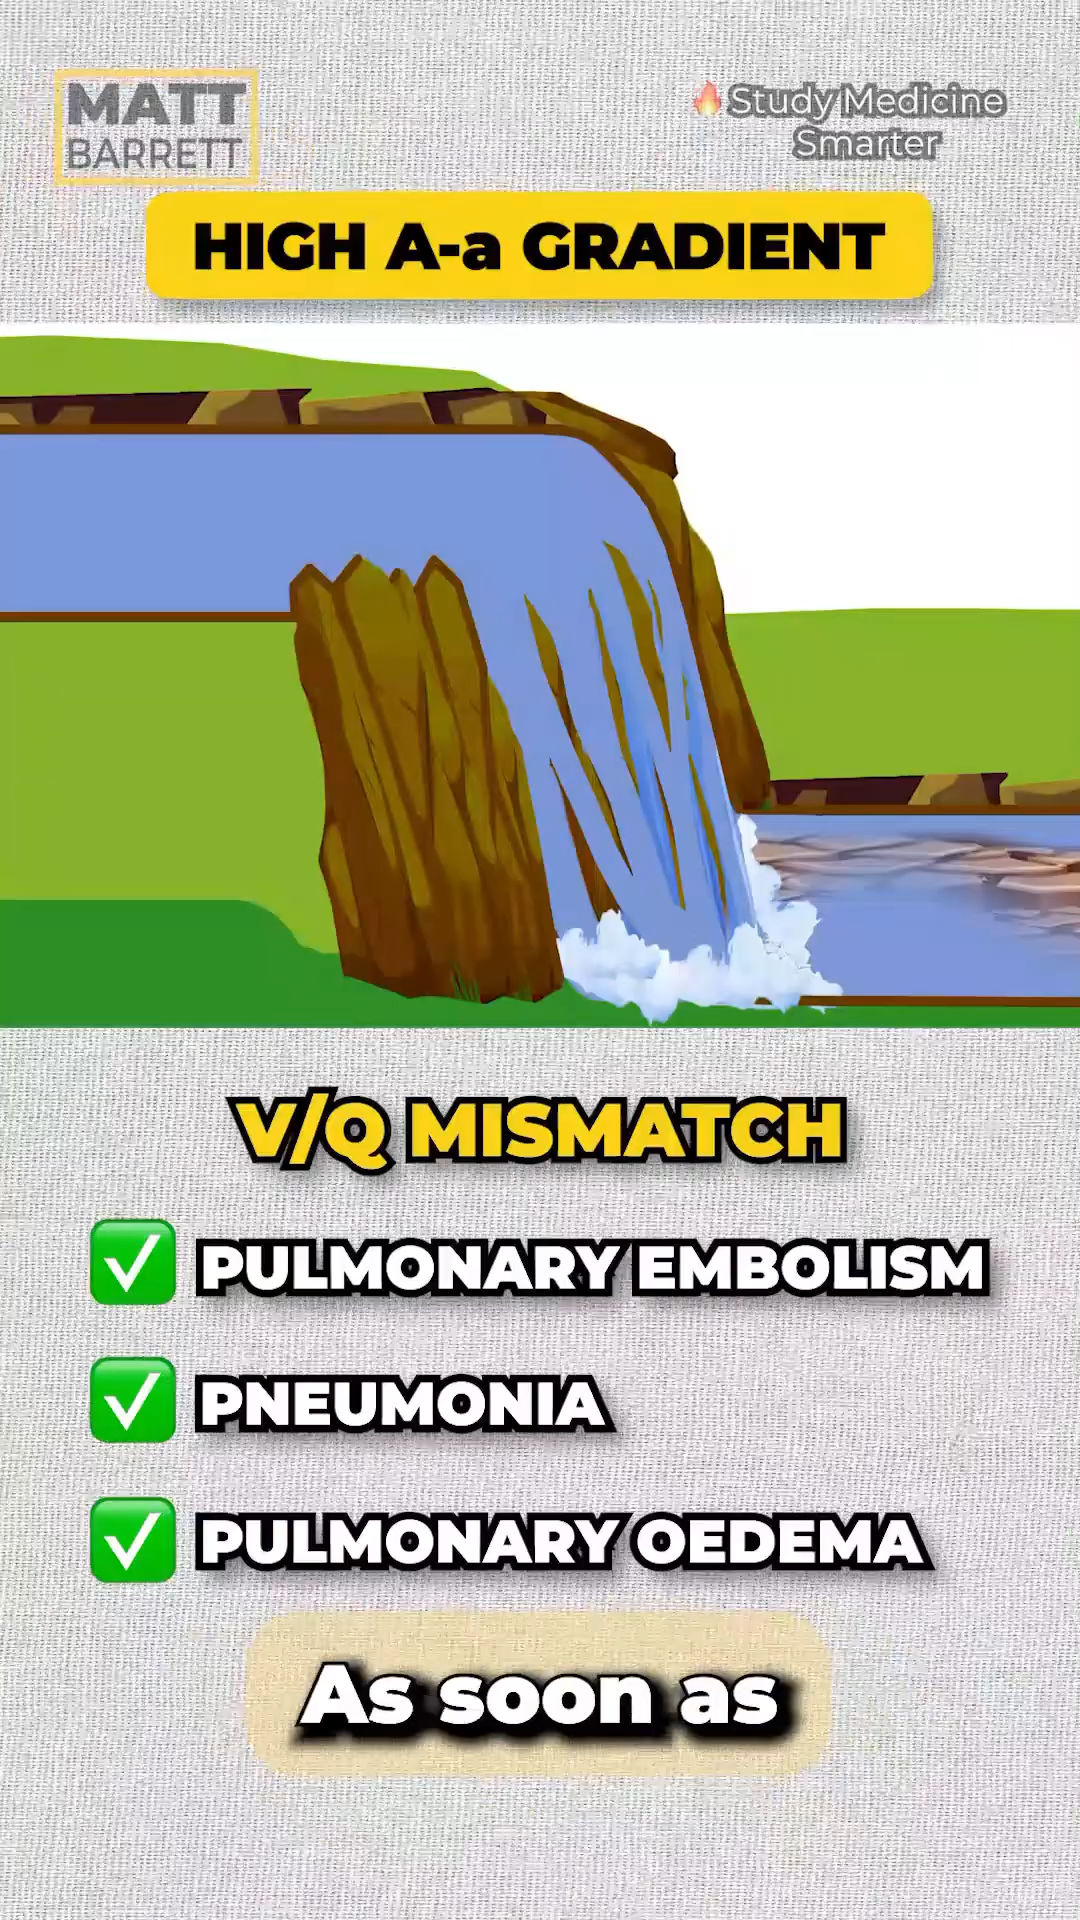 MATT
BARRETT
🔥Study Medicine
Smarter
HIGH A-a GRADIENT
V/Q MISMATCH
✅ PULMONARY EMBOLISM
✅ PNEUMONIA
✅ PULMONARY OEDEMA
As soon as